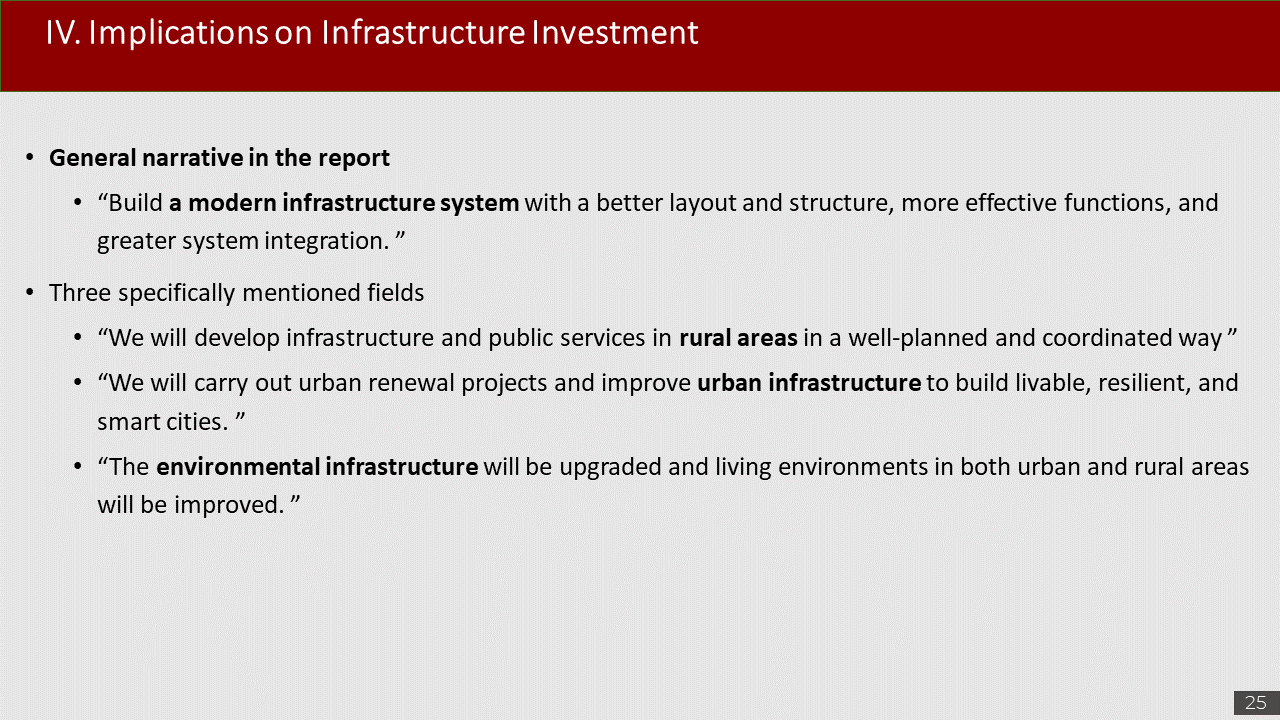 IV. Implications on Infrastructure Investment
• General narrative in the report
• “Build a modern infrastructure system with a better layout and structure, more effective functions, and
greater system integration. ”
• Three specifically mentioned fields
• “We will develop infrastructure and public services in rural areas in a well-planned and coordinated way ”
• “We will carry out urban renewal projects and improve urban infrastructure to build livable, resilient, and
smart cities. ”
• “The environmental infrastructure will be upgraded and living environments in both urban and rural areas
will be improved. ”
25